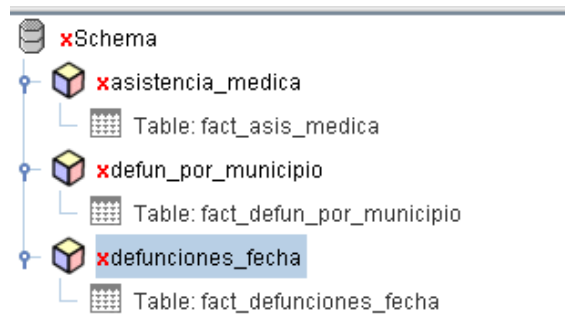 xSchema
xasistencia_medica
Table: fact_asis_medica
xdefun_por_municipio
Table: fact_defun_por_municipio
xdefunciones_fecha
Table: fact_defunciones_fecha